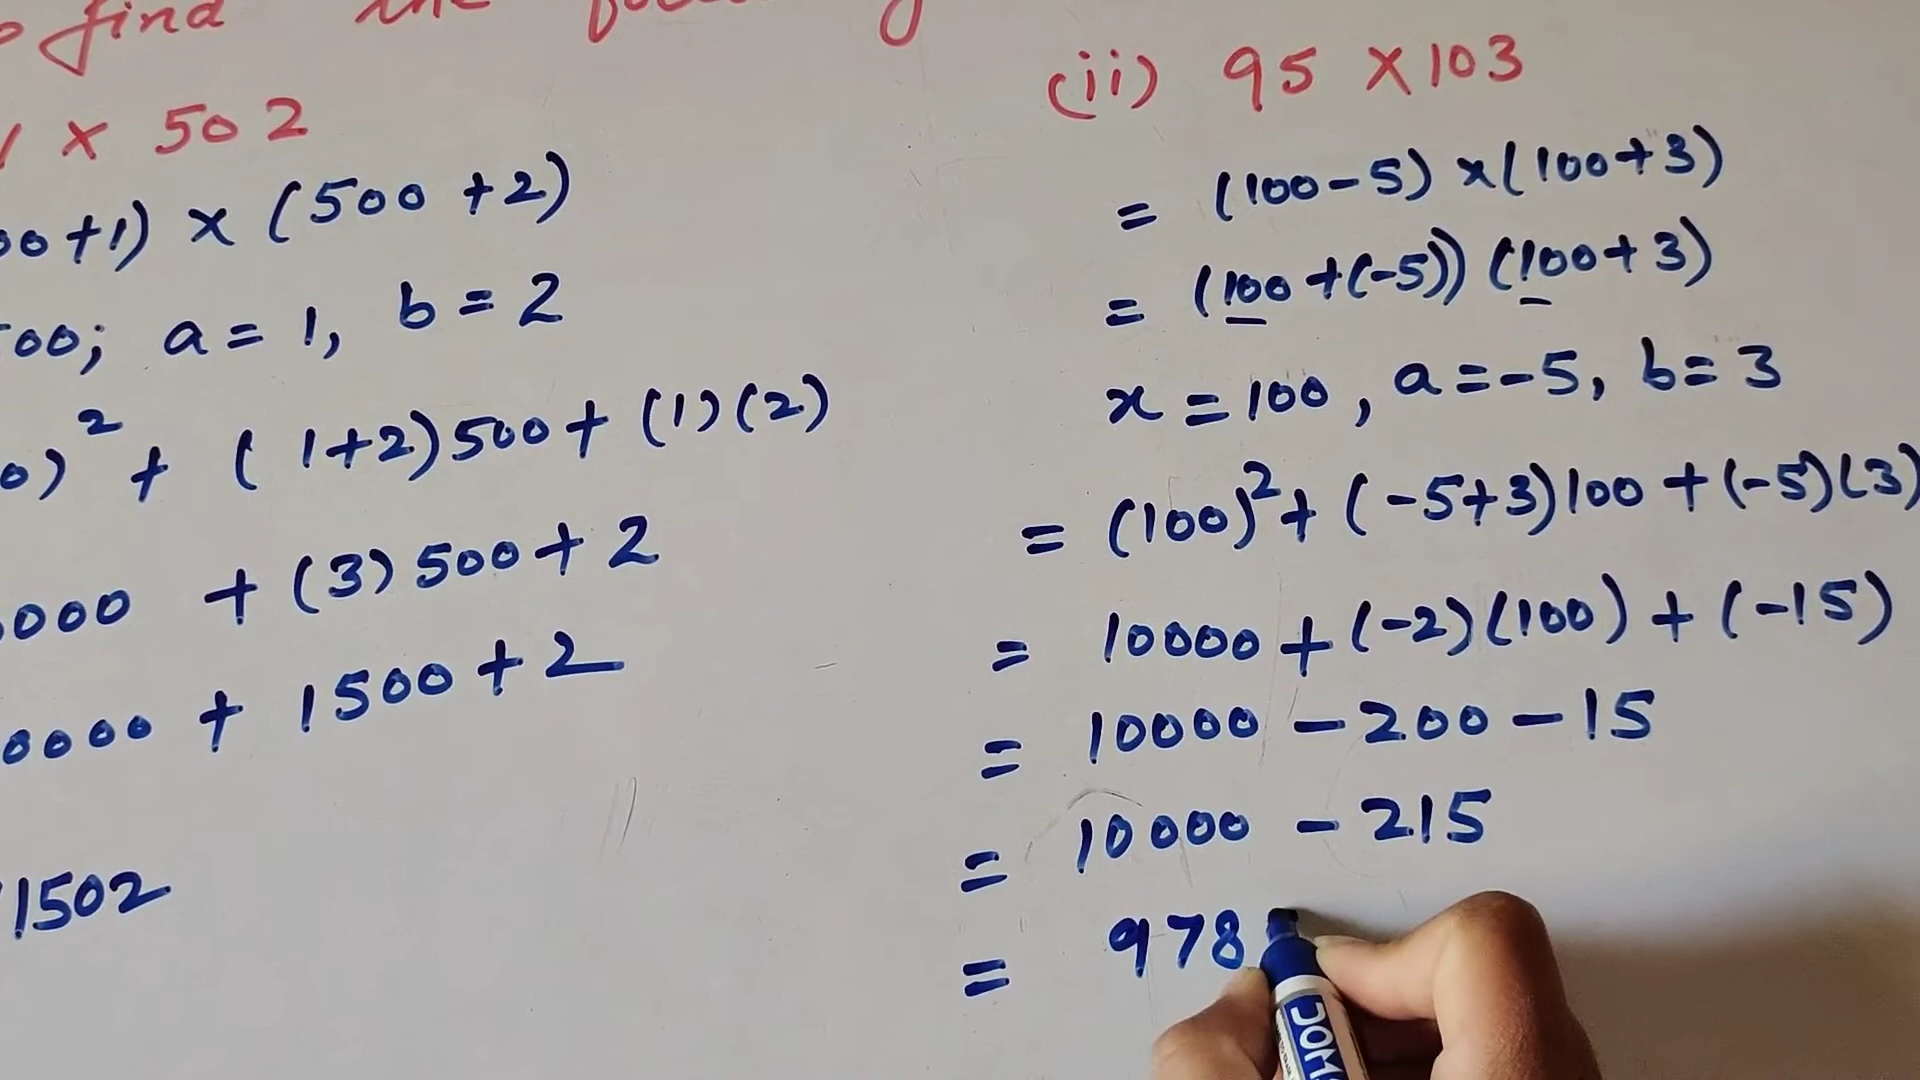 find the
× 502
00 +1) × (500 +2)
00; a = 1, b = 2
0)² + (1+2)500 + (1)(2)
000 + (3)500 + 2
0000 + 1500 + 2
1502
(ii) 95 × 103
= (100 - 5) × (100 + 3)
= (100 + (-5)) (100 + 3)
x = 100, a = -5, b = 3
= (100)² + (-5+3)100 + (-5)(3)
= 10000 + (-2)(100) + (-15)
= 10000 - 200 - 15
= 10000 - 215
= 978
DOM